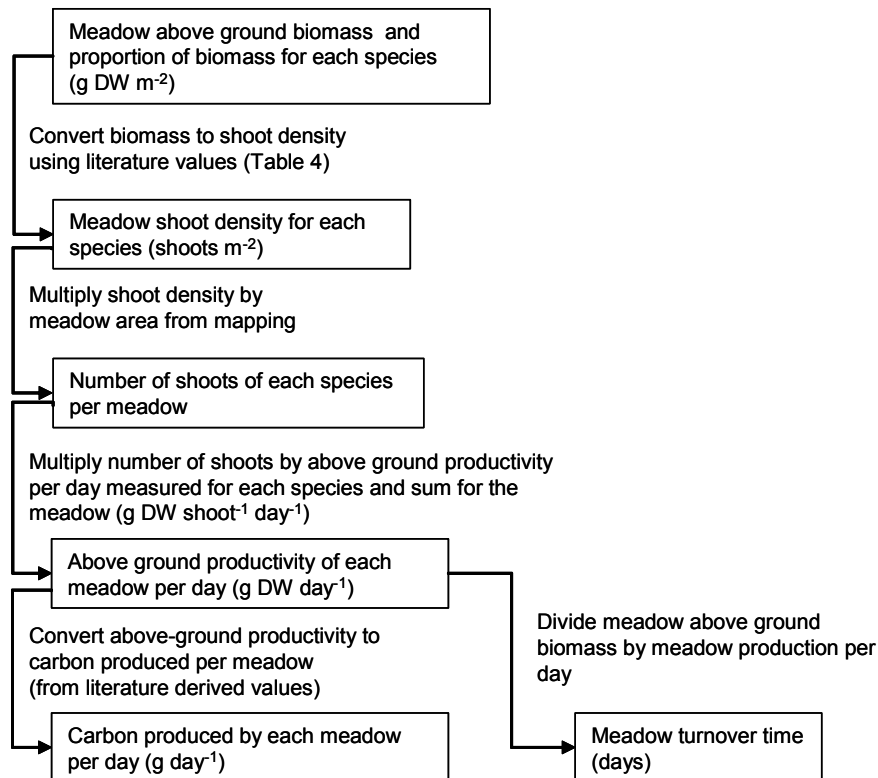 Meadow above ground biomass and
proportion of biomass for each species
(g DW m⁻²)
Convert biomass to shoot density
using literature values (Table 4)
Meadow shoot density for each
species (shoots m⁻²)
Multiply shoot density by
meadow area from mapping
Number of shoots of each species
per meadow
Multiply number of shoots by above ground productivity
per day measured for each species and sum for the
meadow (g DW shoot⁻¹ day⁻¹)
Above ground productivity of each
meadow per day (g DW day⁻¹)
Convert above-ground productivity to
carbon produced per meadow
(from literature derived values)
Divide meadow above ground
biomass by meadow production per
day
Carbon produced by each meadow
per day (g day⁻¹)
Meadow turnover time
(days)